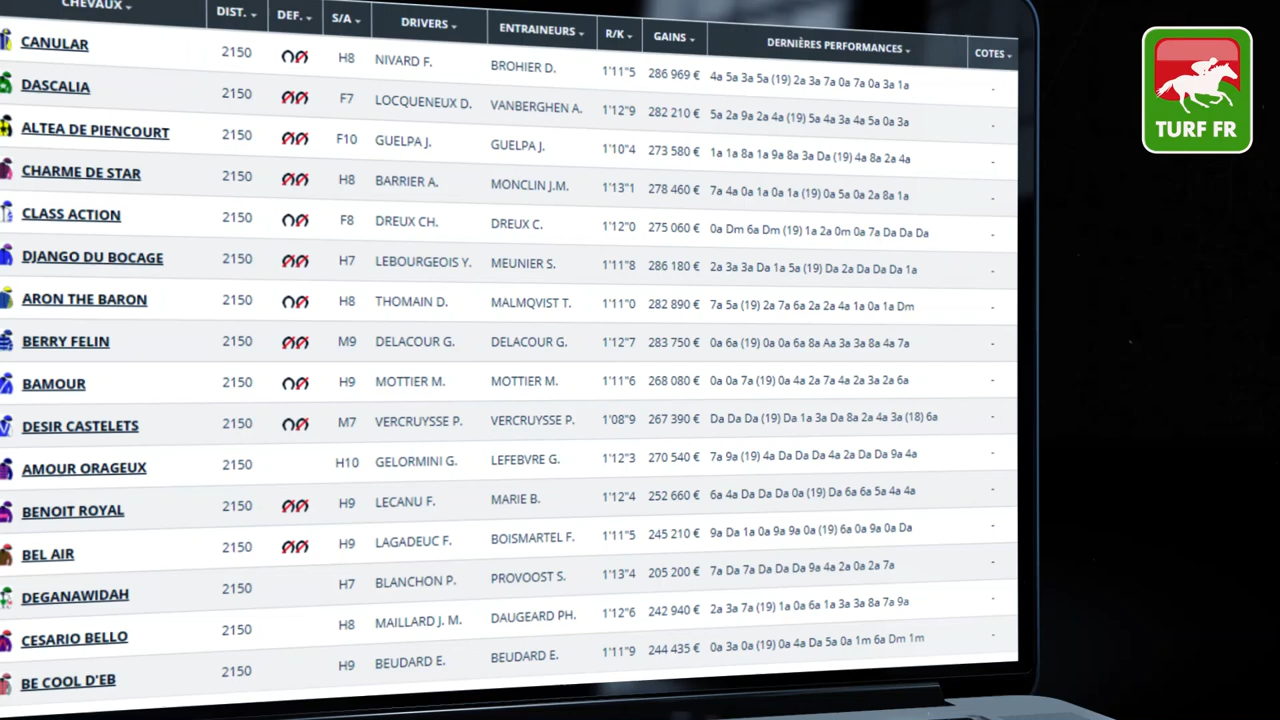 CHEVAUX DIST. DEF. S/A DRIVERS ENTRAINEURS R/K GAINS DERNIÈRES PERFORMANCES COTES
CANULAR 2150 H8 NIVARD F. BROHIER D. 1'11"5 286 969 € 4a 5a 3a 5a (19) 2a 3a 7a 0a 7a 0a 3a 1a -
DASCALIA 2150 F7 LOCQUENEUX D. VANBERGHEN A. 1'12"9 282 210 € 5a 2a 9a 2a 4a (19) 5a 4a 3a 4a 5a 0a 3a -
ALTEA DE PIENCOURT 2150 F10 GUELPA J. GUELPA J. 1'10"4 273 580 € 1a 1a 8a 1a 9a 8a 3a Da (19) 4a 8a 2a 4a -
CHARME DE STAR 2150 H8 BARRIER A. MONCLIN J.M. 1'13"1 278 460 € 7a 4a 0a 1a 0a 1a (19) 0a 5a 0a 2a 8a 1a -
CLASS ACTION 2150 F8 DREUX CH. DREUX C. 1'12"0 275 060 € 0a Dm 6a Dm (19) 1a 2a 0m 0a 7a Da Da Da -
DJANGO DU BOCAGE 2150 H7 LEBOURGEOIS Y. MEUNIER S. 1'11"8 286 180 € 2a 3a 3a Da 1a 5a (19) Da 2a Da Da Da 1a -
ARON THE BARON 2150 H8 THOMAIN D. MALMQVIST T. 1'11"0 282 890 € 7a 5a (19) 2a 7a 6a 2a 2a 4a 1a 0a 1a Dm -
BERRY FELIN 2150 M9 DELACOUR G. DELACOUR G. 1'12"7 283 750 € 0a 6a (19) 0a 0a 6a 8a Aa 3a 3a 8a 4a 7a -
BAMOUR 2150 H9 MOTTIER M. MOTTIER M. 1'11"6 268 080 € 0a 0a 7a (19) 0a 4a 2a 7a 4a 2a 3a 2a 6a -
DESIR CASTELETS 2150 M7 VERCRUYSSE P. VERCRUYSSE P. 1'08"9 267 390 € Da Da Da (19) Da 1a 3a Da 8a 2a 4a 3a (18) 6a -
AMOUR ORAGEUX 2150 H10 GELORMINI G. LEFEBVRE G. 1'12"3 270 540 € 7a 9a (19) 4a Da Da Da 4a 2a Da Da 9a 4a -
BENOIT ROYAL 2150 H9 LECANU F. MARIE B. 1'12"4 252 660 € 6a 4a Da Da Da 0a (19) Da 6a 6a 5a 4a 4a -
BEL AIR 2150 H9 LAGADEUC F. BOISMARTEL F. 1'11"5 245 210 € 9a Da 1a 0a 9a 9a 0a (19) 6a 0a 9a 0a Da -
DEGANAWIDAH 2150 H7 BLANCHON P. PROVOOST S. 1'13"4 205 200 € 7a Da 7a Da Da Da 9a 4a 2a 0a 2a 7a -
CESARIO BELLO 2150 H8 MAILLARD J. M. DAUGEARD PH. 1'12"6 242 940 € 2a 3a 7a (19) 1a 0a 6a 1a 3a 3a 8a 7a 9a -
BE COOL D'EB 2150 H9 BEUDARD E. BEUDARD E. 1'11"9 244 435 € 0a 3a 0a (19) 0a 4a Da 5a 0a 1m 6a Dm 1m -
TURF FR